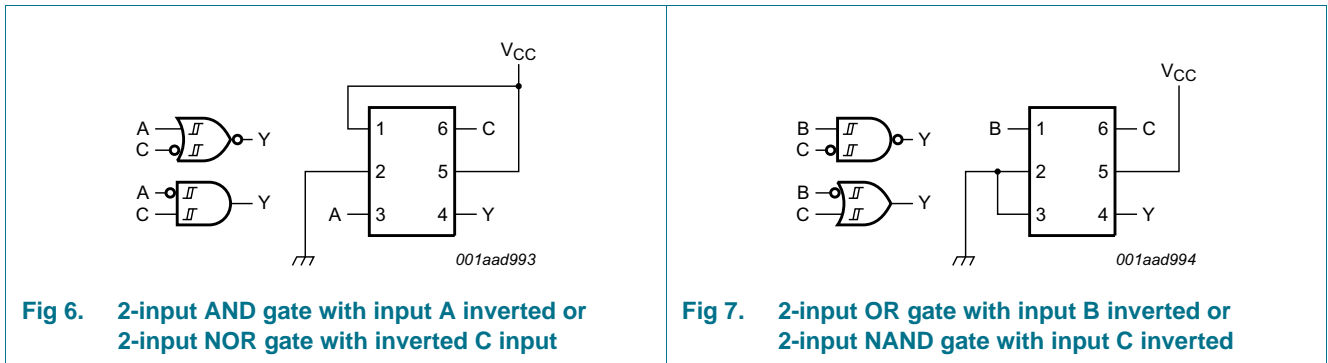 VCC
A
C
Y
A
C
Y
1
6
C
2
5
A
3
4
Y
001aad993
Fig 6. 2-input AND gate with input A inverted or
2-input NOR gate with inverted C input
VCC
B
C
Y
B
C
Y
B
1
6
C
2
5
3
4
Y
001aad994
Fig 7. 2-input OR gate with input B inverted or
2-input NAND gate with input C inverted